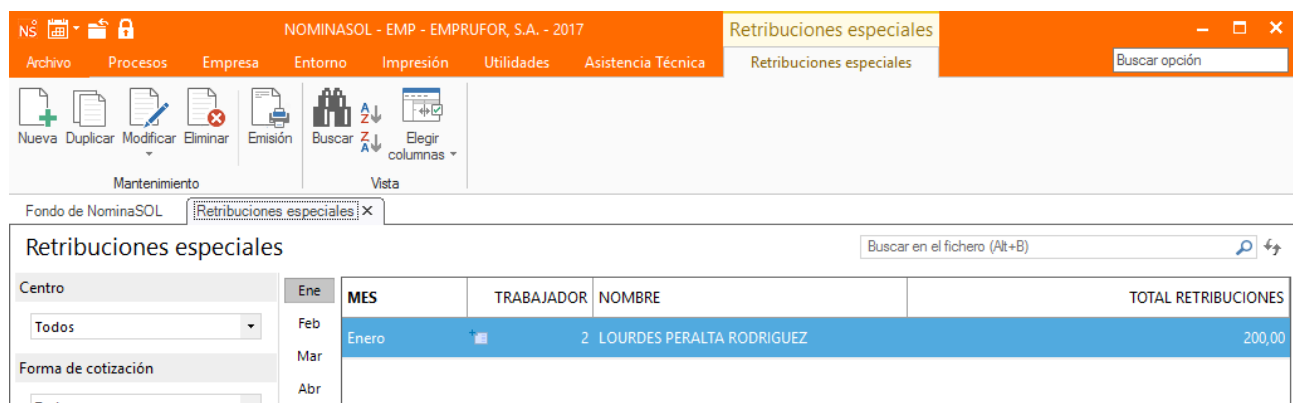 NS NOMINASOL - EMP - EMPRUFOR, S.A. - 2017 Retribuciones especiales
Archivo Procesos Empresa Entorno Impresión Utilidades Asistencia Técnica Retribuciones especiales Buscar opción
Nueva Duplicar Modificar Eliminar Emisión Buscar A Z Z A Elegir columnas
Mantenimiento Vista
Fondo de NominaSOL Retribuciones especiales
Retribuciones especiales Buscar en el fichero (Alt+B)
Centro Ene MES TRABAJADOR NOMBRE TOTAL RETRIBUCIONES
Todos Feb Enero 2 LOURDES PERALTA RODRIGUEZ 200,00
Forma de cotización Mar
Abr